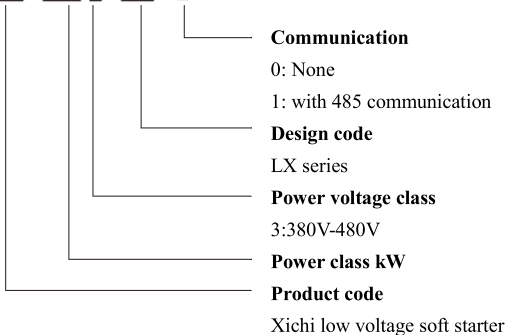 Communication
0: None
1: with 485 communication
Design code
LX series
Power voltage class
3:380V-480V
Power class kW
Product code
Xichi low voltage soft starter